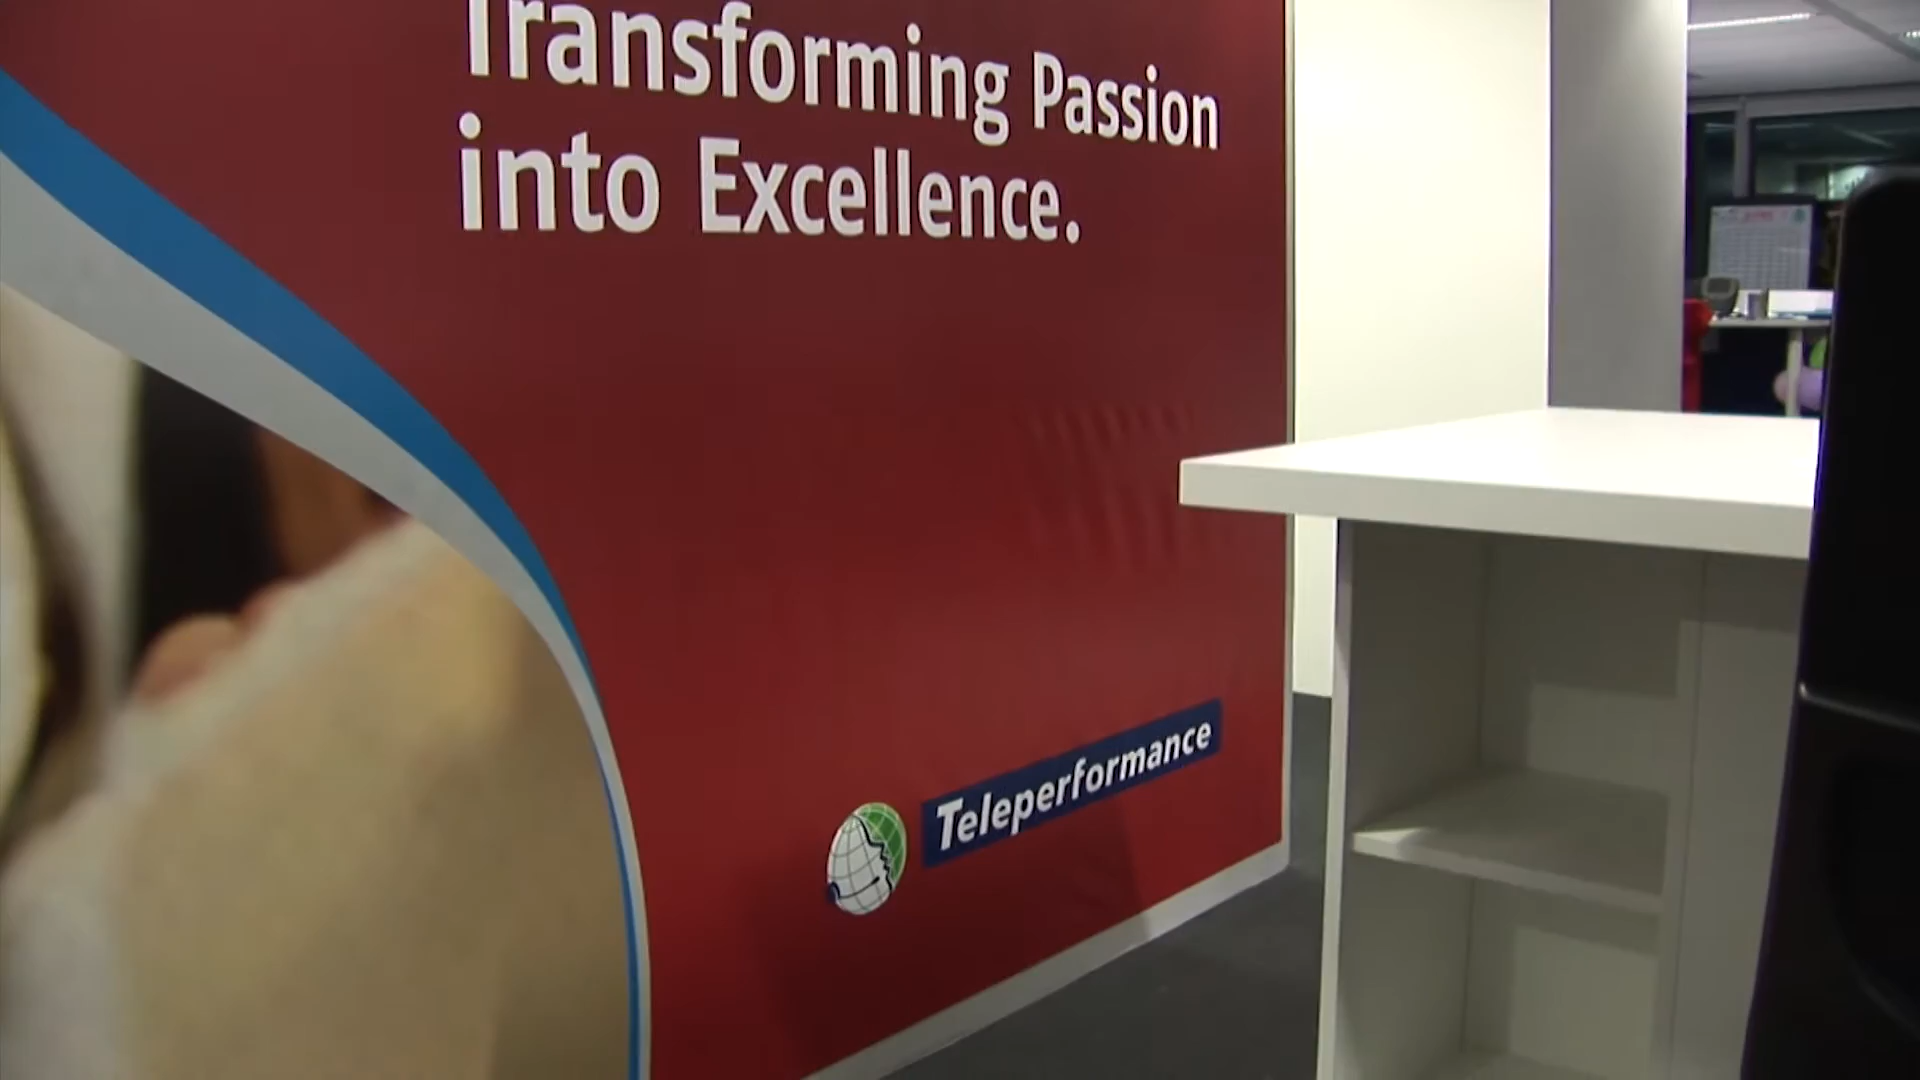 Transforming Passion
into Excellence.
Teleperformance